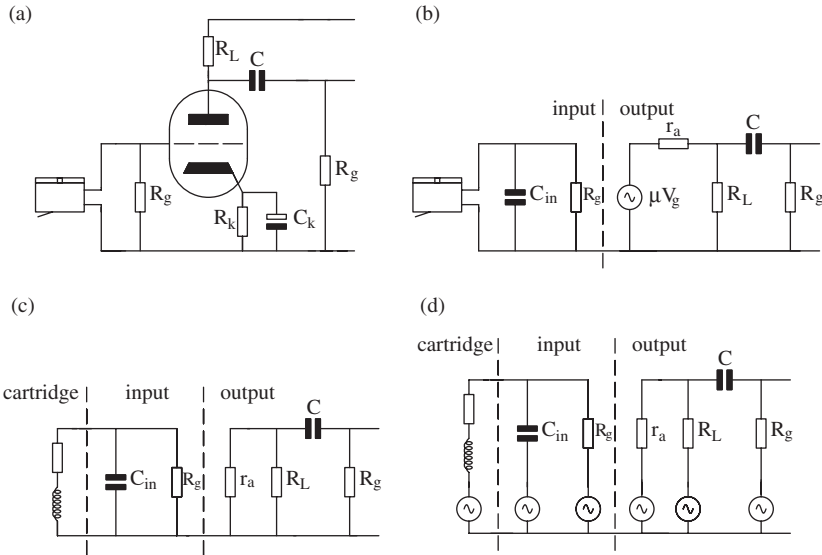 (a)
R_L
C
R_g
R_k
C_k
R_g
(b)
input output
r_a
C
C_in
R_g
μV_g
R_L
R_g
(c)
cartridge input output
C
C_in
R_g
r_a
R_L
R_g
(d)
cartridge input output
C
C_in
R_g
r_a
R_L
R_g